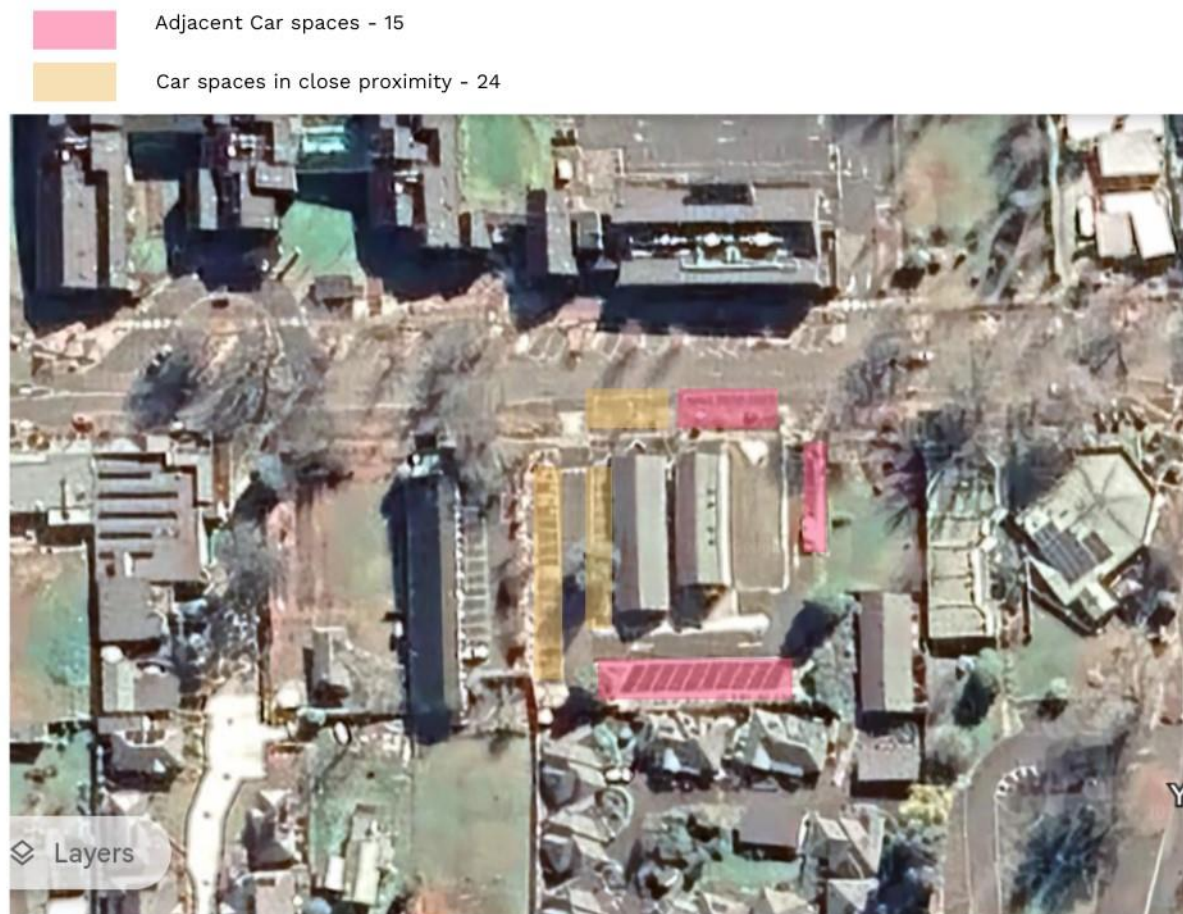 Adjacent Car spaces - 15
Car spaces in close proximity - 24
Layers
Y